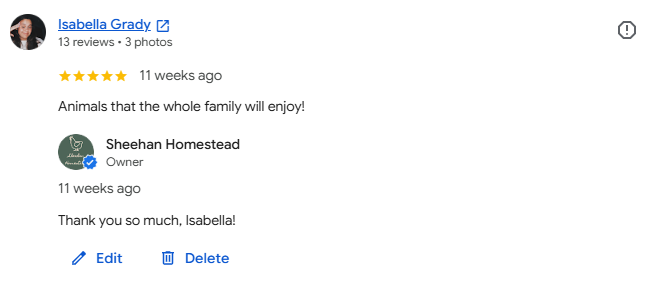 Isabella Grady
13 reviews • 3 photos
11 weeks ago
Animals that the whole family will enjoy!
Sheehan Homestead
Owner
11 weeks ago
Thank you so much, Isabella!
Edit Delete